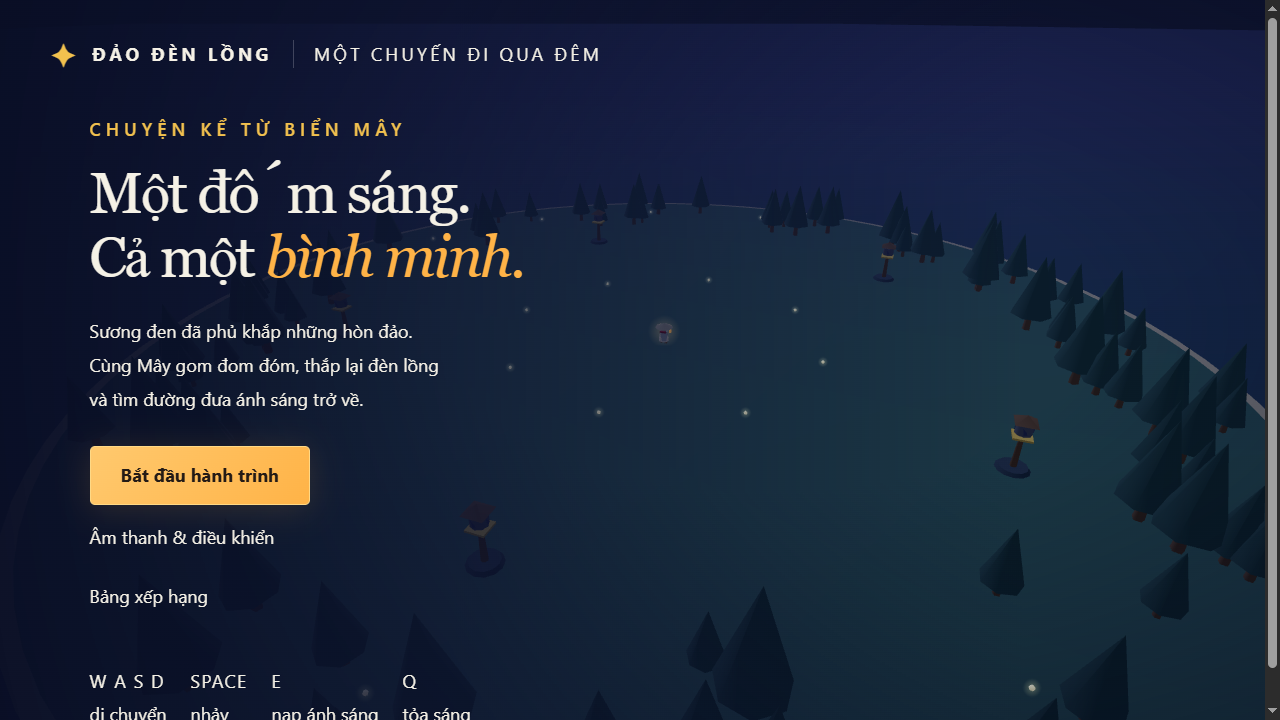 ĐẢO ĐÈN LỒNG
MỘT CHUYẾN ĐI QUA ĐÊM
CHUYỆN KỂ TỪ BIỂN MÂY
Một đốm sáng.
Cả một bình minh.
Sương đen đã phủ khắp những hòn đảo.
Cùng Mây gom đom đóm, thắp lại đèn lồng
và tìm đường đưa ánh sáng trở về.
Bắt đầu hành trình
Âm thanh & điều khiển
Bảng xếp hạng
W A S D SPACE E Q
di chuyển nhảy nạp ánh sáng tỏa sáng